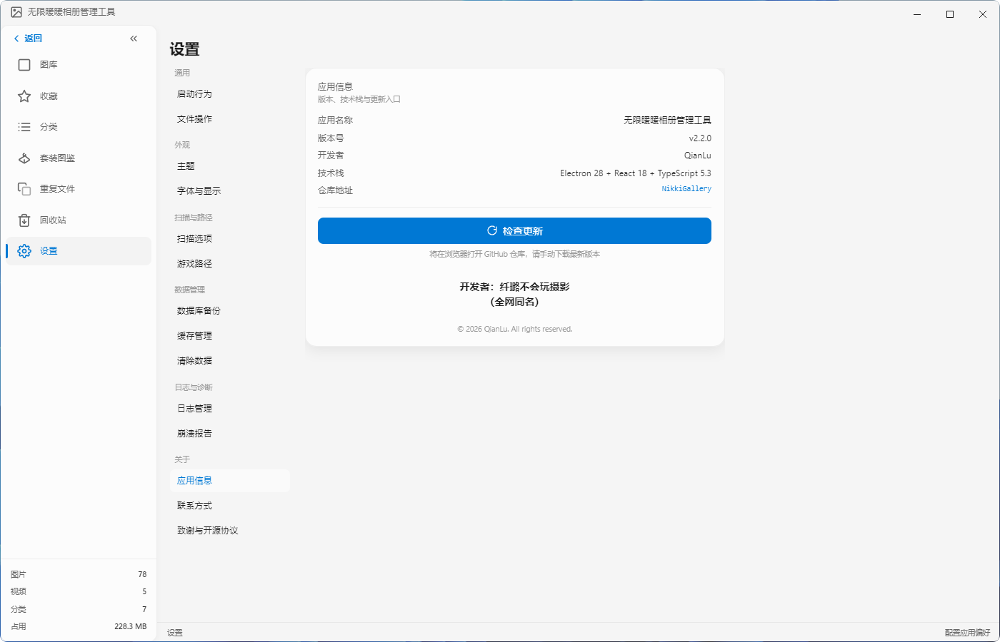 无限暖暖相册管理工具
返回
图库
收藏
分类
套装图鉴
重复文件
回收站
设置
图片 78
视频 5
分类 7
占用 228.3 MB
设置
通用
启动行为
文件操作
外观
主题
字体与显示
扫描与路径
扫描选项
游戏路径
数据管理
数据库备份
缓存管理
清除数据
日志与诊断
日志管理
崩溃报告
关于
应用信息
联系方式
致谢与开源协议
应用信息
版本、技术栈与更新入口
应用名称 无限暖暖相册管理工具
版本号 v2.2.0
开发者 QianLu
技术栈 Electron 28 + React 18 + TypeScript 5.3
仓库地址 NikkiGallery
检查更新
将在浏览器打开 GitHub 仓库，请手动下载最新版本
开发者：纤璐不会玩摄影
（全网同名）
© 2026 QianLu. All rights reserved.
设置
配置应用偏好